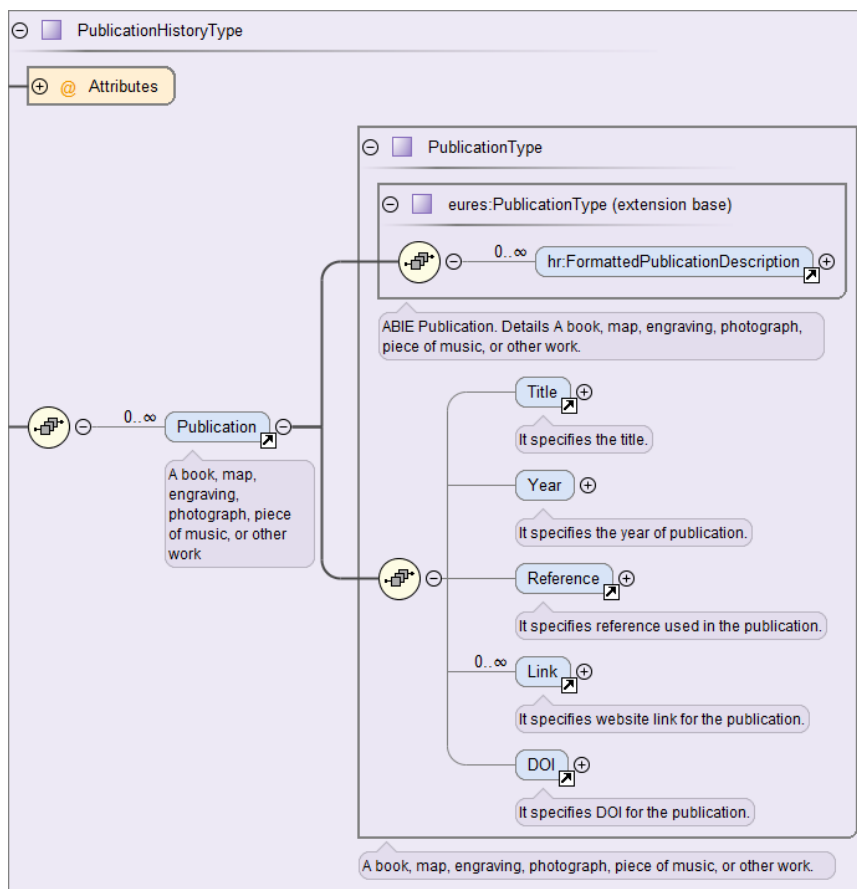 PublicationHistoryType
@ Attributes
PublicationType
eures:PublicationType (extension base)
0..∞
hr:FormattedPublicationDescription
ABIE Publication. Details A book, map, engraving, photograph,
piece of music, or other work.
0..∞
Publication
A book, map,
engraving,
photograph, piece
of music, or other
work
Title
It specifies the title.
Year
It specifies the year of publication.
Reference
It specifies reference used in the publication.
0..∞
Link
It specifies website link for the publication.
DOI
It specifies DOI for the publication.
A book, map, engraving, photograph, piece of music, or other work.